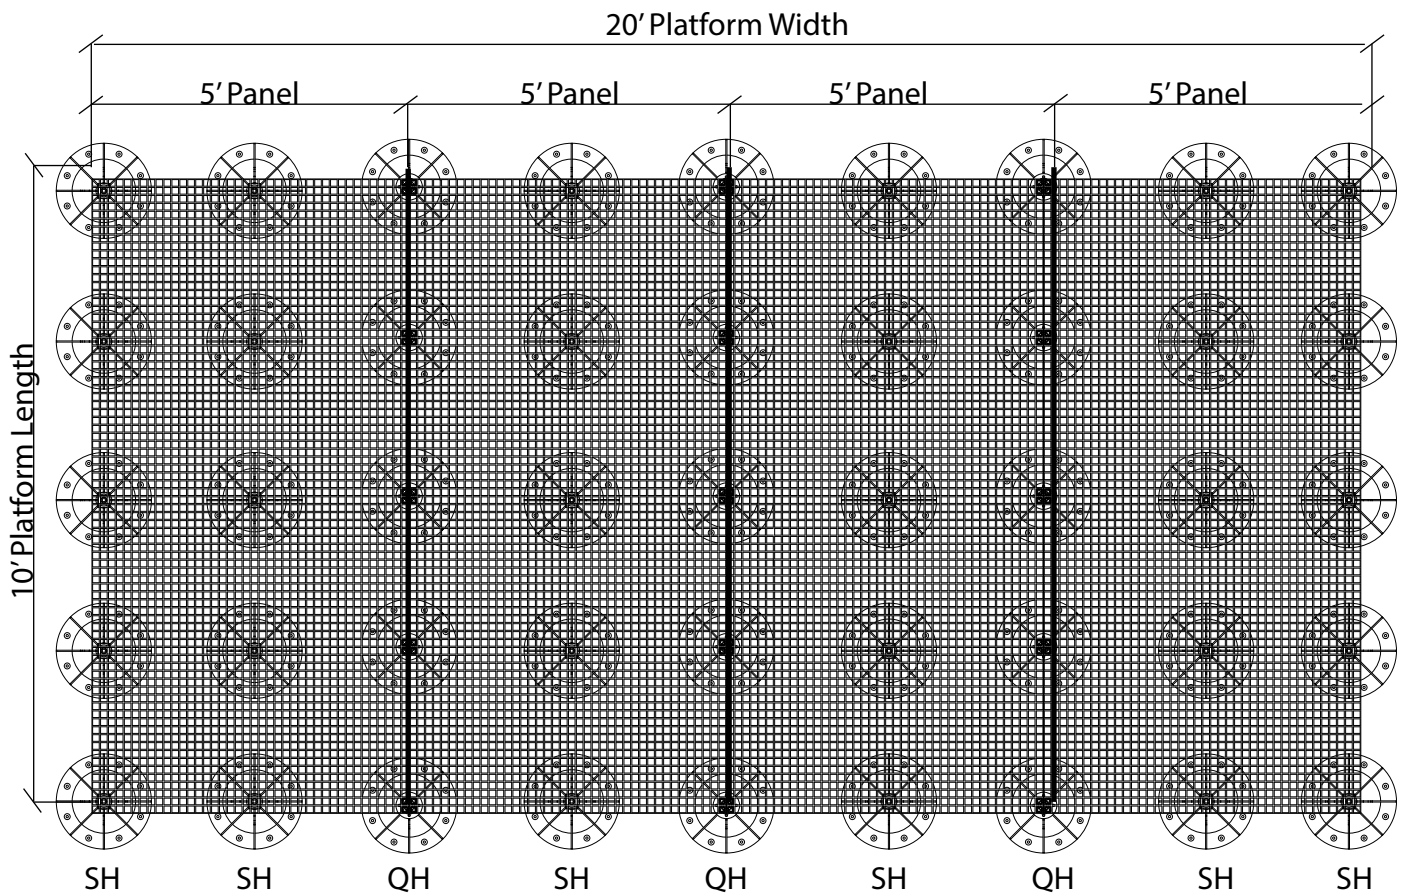 20’ Platform Width
5’ Panel
5’ Panel
5’ Panel
5’ Panel
10’ Platform Length
SH
SH
QH
SH
QH
SH
QH
SH
SH